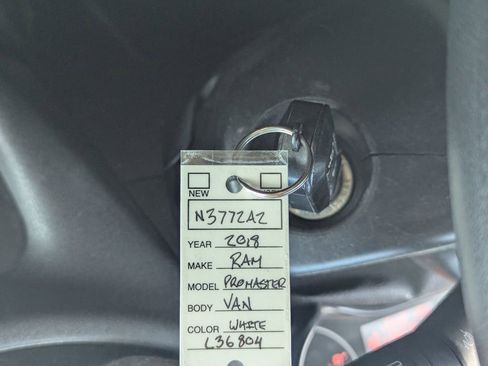 NEW
N3772A2
YEAR 2018
MAKE RAM
MODEL PROMASTER
BODY VAN
COLOR WHITE
L36804